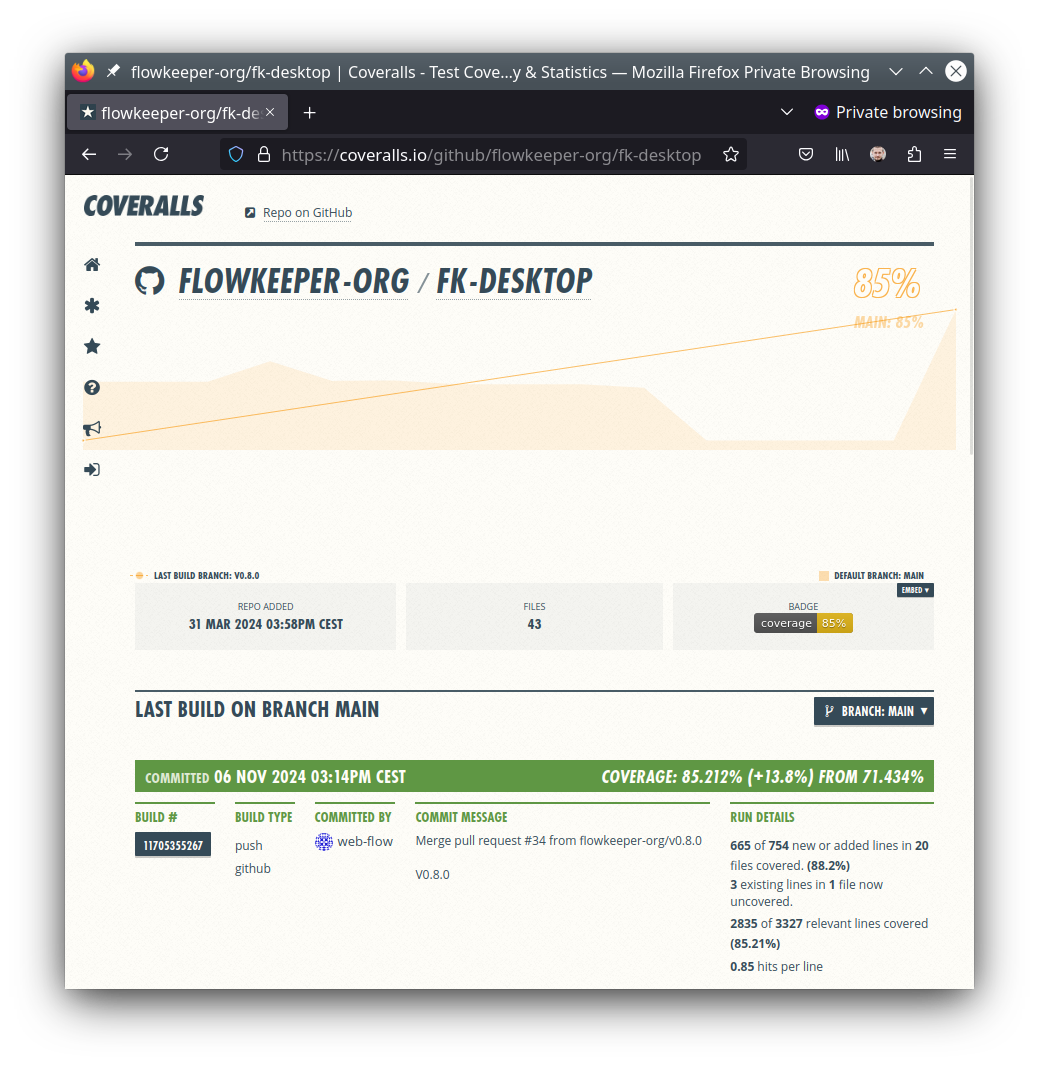 flowkeeper-org/fk-desktop | Coveralls - Test Cove...y & Statistics — Mozilla Firefox Private Browsing
flowkeeper-org/fk-de
Private browsing
https://coveralls.io/github/flowkeeper-org/fk-desktop
COVERALLS
Repo on GitHub
FLOWKEEPER-ORG / FK-DESKTOP
85%
MAIN: 85%
LAST BUILD BRANCH: V0.8.0
DEFAULT BRANCH: MAIN
EMBED ▾
REPO ADDED
31 MAR 2024 03:58PM CEST
FILES
43
BADGE
coverage 85%
LAST BUILD ON BRANCH MAIN
BRANCH: MAIN ▾
COMMITTED 06 NOV 2024 03:14PM CEST
COVERAGE: 85.212% (+13.8%) FROM 71.434%
BUILD #
11705355267
BUILD TYPE
push
github
COMMITTED BY
web-flow
COMMIT MESSAGE
Merge pull request #34 from flowkeeper-org/v0.8.0
V0.8.0
RUN DETAILS
665 of 754 new or added lines in 20
files covered. (88.2%)
3 existing lines in 1 file now
uncovered.
2835 of 3327 relevant lines covered
(85.21%)
0.85 hits per line